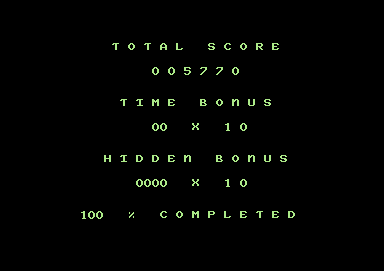 TOTAL SCORE
005770
TIME BONUS
00 X 10
HIDDEN BONUS
0000 X 10
100 % COMPLETED